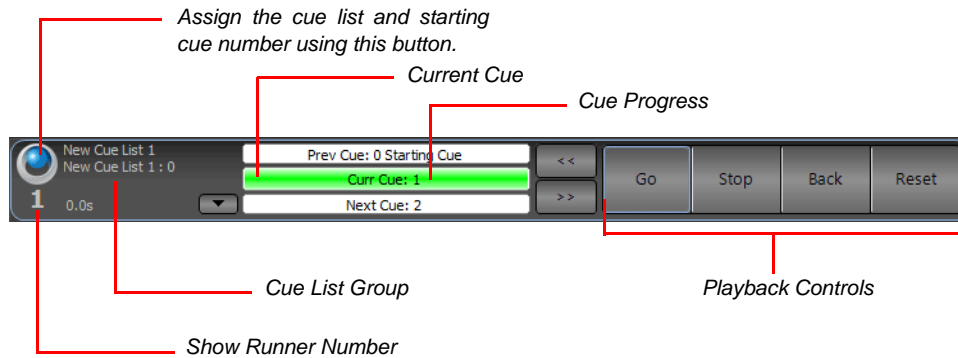 Assign the cue list and starting
cue number using this button.
Current Cue
Cue Progress
New Cue List 1
New Cue List 1 : 0
1
0.0s
Prev Cue: 0 Starting Cue
Curr Cue: 1
Next Cue: 2
<<
>>
Go
Stop
Back
Reset
Cue List Group
Playback Controls
Show Runner Number